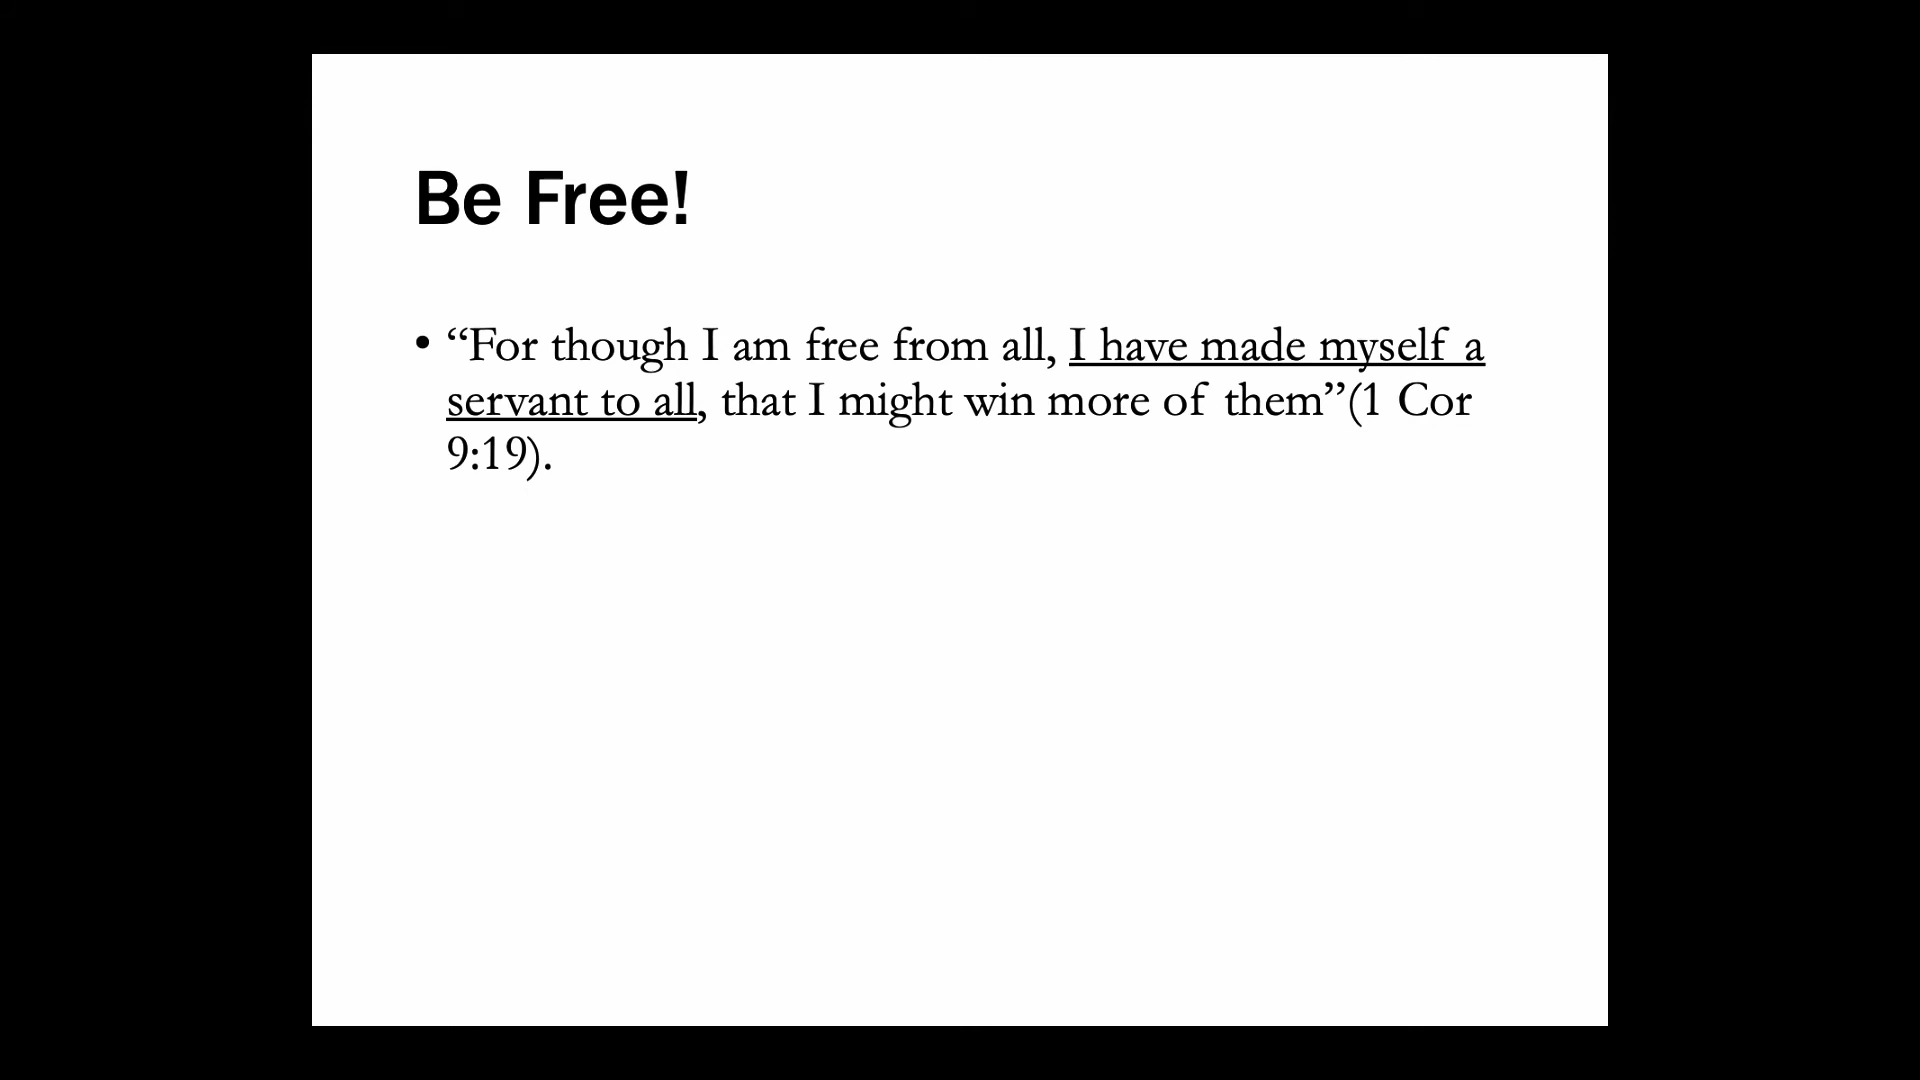 Be Free!
• “For though I am free from all, I have made myself a
servant to all, that I might win more of them”(1 Cor
9:19).